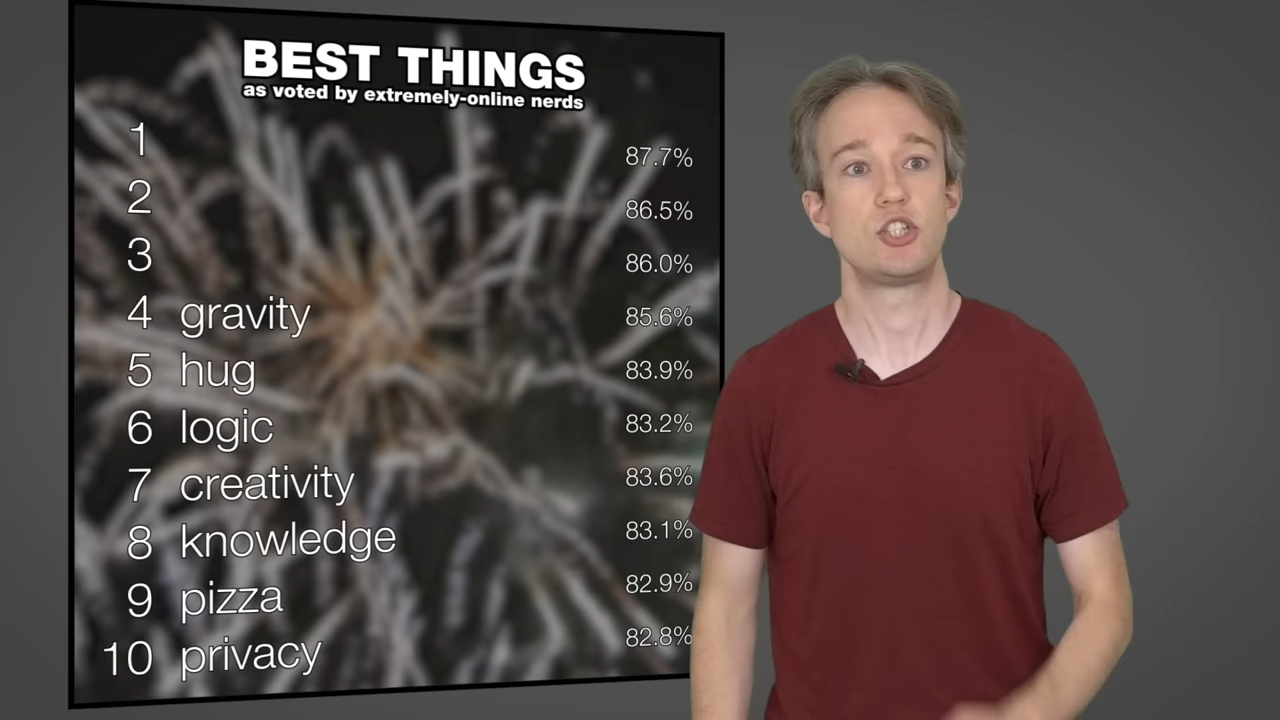 BEST THINGS
as voted by extremely-online nerds
1 87.7%
2 86.5%
3 86.0%
4 gravity 85.6%
5 hug 83.9%
6 logic 83.2%
7 creativity 83.6%
8 knowledge 83.1%
9 pizza 82.9%
10 privacy 82.8%